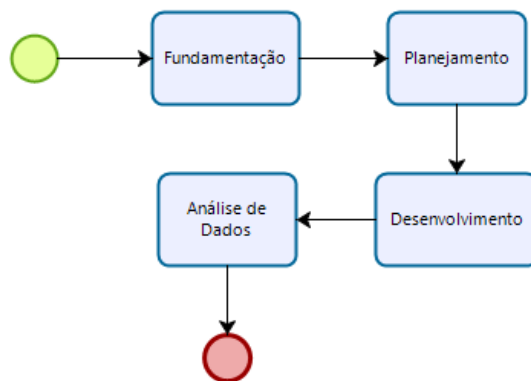 Fundamentação
Planejamento
Análise de
Dados
Desenvolvimento